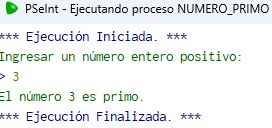 PSeInt - Ejecutando proceso NUMERO_PRIMO
*** Ejecución Iniciada. ***
Ingresar un número entero positivo:
> 3
El número 3 es primo.
*** Ejecución Finalizada. ***